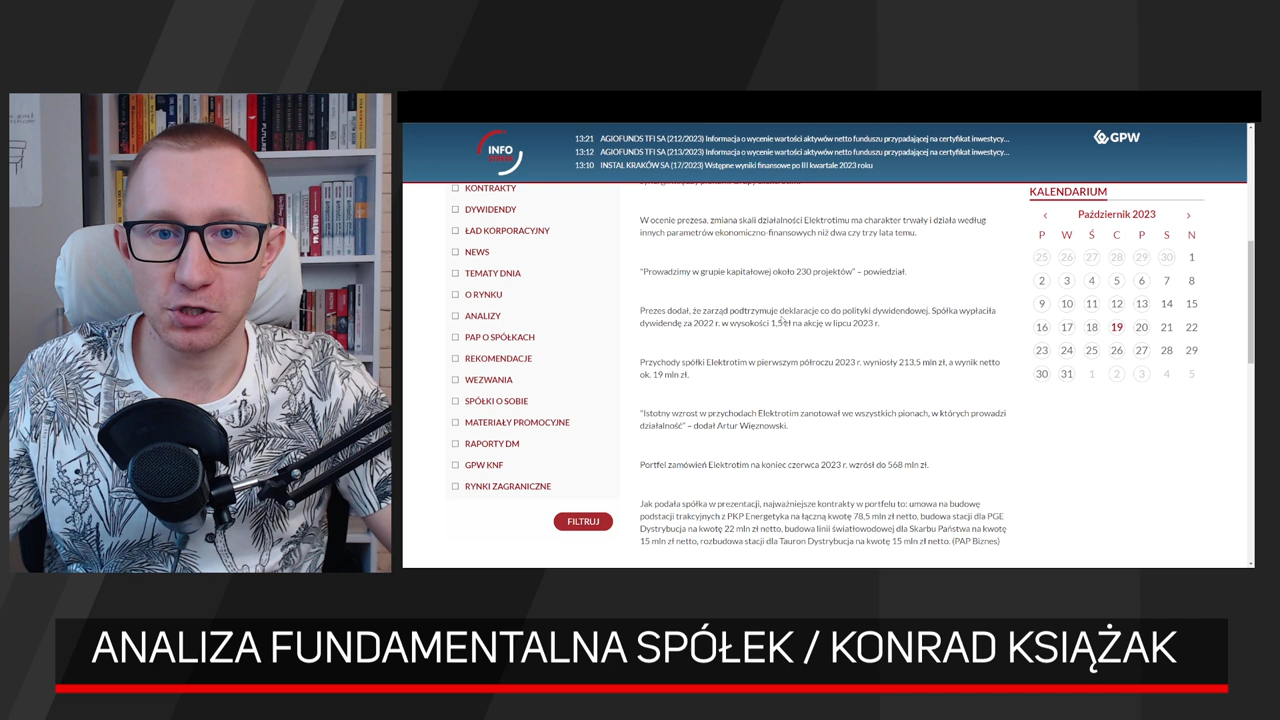 INFO
STREFA
13:21 AGIOFUNDS TFI SA (212/2023) Informacja o wycenie wartości aktywów netto funduszu przypadającej na certyfikat inwestycy...
13:12 AGIOFUNDS TFI SA (213/2023) Informacja o wycenie wartości aktywów netto funduszu przypadającej na certyfikat inwestycy...
13:10 INSTAL KRAKÓW SA (17/2023) Wstępne wyniki finansowe po III kwartale 2023 roku
GPW
KONTRAKTY
DYWIDENDY
ŁAD KORPORACYJNY
NEWS
TEMATY DNIA
O RYNKU
ANALIZY
PAP O SPÓŁKACH
REKOMENDACJE
WEZWANIA
SPÓŁKI O SOBIE
MATERIAŁY PROMOCYJNE
RAPORTY DM
GPW KNF
RYNKI ZAGRANICZNE
FILTRUJ
W ocenie prezesa, zmiana skali działalności Elektrotimu ma charakter trwały i działa według
innych parametrów ekonomiczno-finansowych niż dwa czy trzy lata temu.
"Prowadzimy w grupie kapitałowej około 230 projektów" – powiedział.
Prezes dodał, że zarząd podtrzymuje deklaracje co do polityki dywidendowej. Spółka wypłaciła
dywidendę za 2022 r. w wysokości 1,5 zł na akcję w lipcu 2023 r.
Przychody spółki Elektrotim w pierwszym półroczu 2023 r. wyniosły 213,5 mln zł, a wynik netto
ok. 19 mln zł.
"Istotny wzrost w przychodach Elektrotim zanotował we wszystkich pionach, w których prowadzi
działalność" – dodał Artur Więznowski.
Portfel zamówień Elektrotim na koniec czerwca 2023 r. wzrósł do 568 mln zł.
Jak podała spółka w prezentacji, najważniejsze kontrakty w portfelu to: umowa na budowę
podstacji trakcyjnych z PKP Energetyka na łączną kwotę 78,5 mln zł netto, budowa stacji dla PGE
Dystrybucja na kwotę 22 mln zł netto, budowa linii światłowodowej dla Skarbu Państwa na kwotę
15 mln zł netto, rozbudowa stacji dla Tauron Dystrybucja na kwotę 15 mln zł netto. (PAP Biznes)
KALENDARIUM
‹ Październik 2023 ›
P W Ś C P S N
25 26 27 28 29 30 1
2 3 4 5 6 7 8
9 10 11 12 13 14 15
16 17 18 19 20 21 22
23 24 25 26 27 28 29
30 31 1 2 3 4 5
ANALIZA FUNDAMENTALNA SPÓŁEK / KONRAD KSIĄŻAK